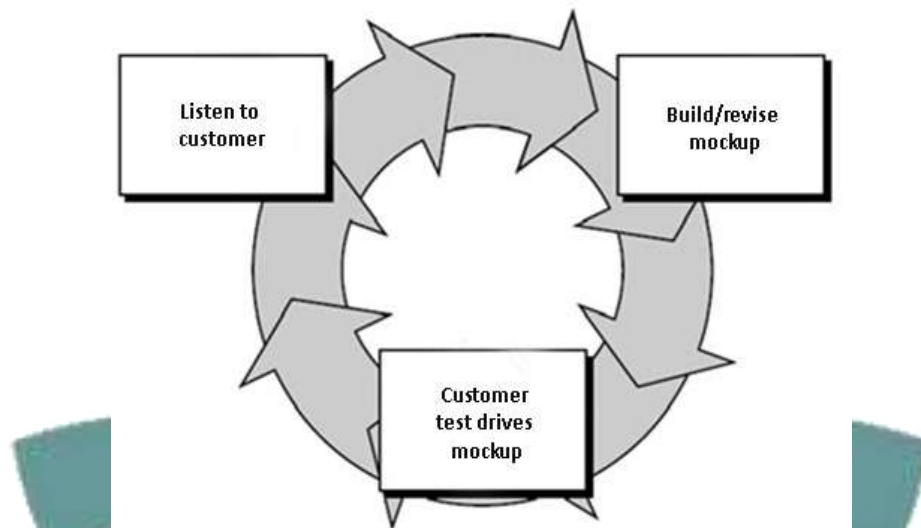 Listen to
customer
Build/revise
mockup
Customer
test drives
mockup